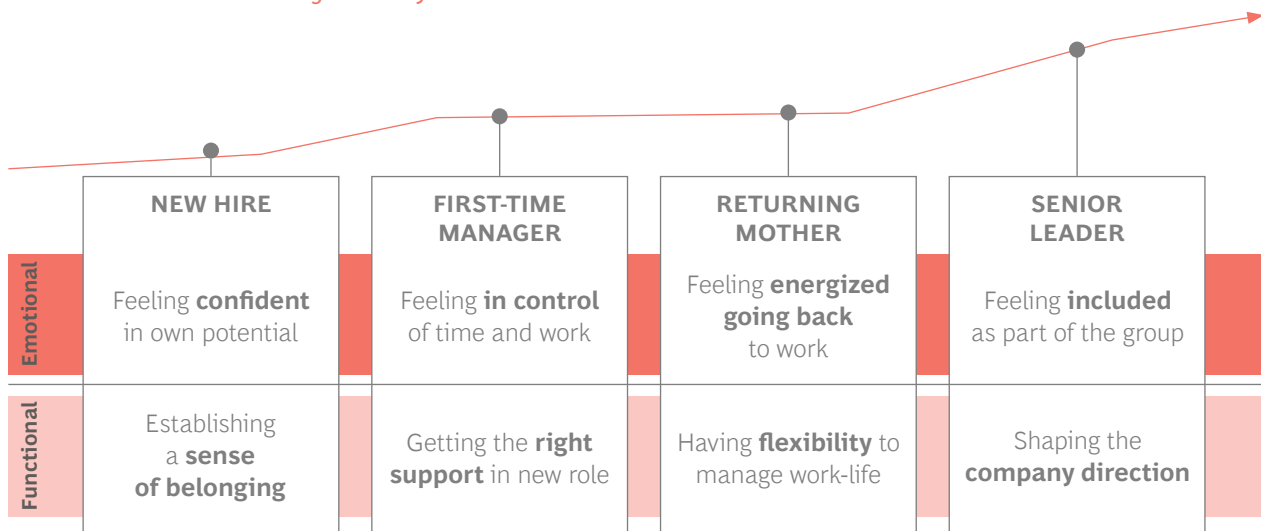 NEW HIRE
FIRST-TIME
MANAGER
RETURNING
MOTHER
SENIOR
LEADER
Emotional
Feeling confident
in own potential
Feeling in control
of time and work
Feeling energized
going back
to work
Feeling included
as part of the group
Functional
Establishing
a sense
of belonging
Getting the right
support in new role
Having flexibility to
manage work-life
Shaping the
company direction